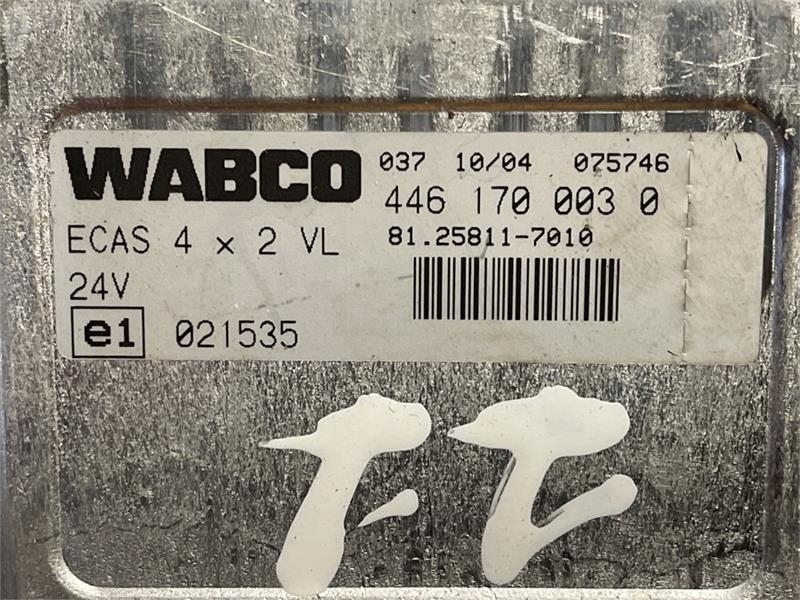 WABCO 037 10/04 075746
446 170 003 0
ECAS 4 x 2 VL 81.25811-7010
24V
e1 021535